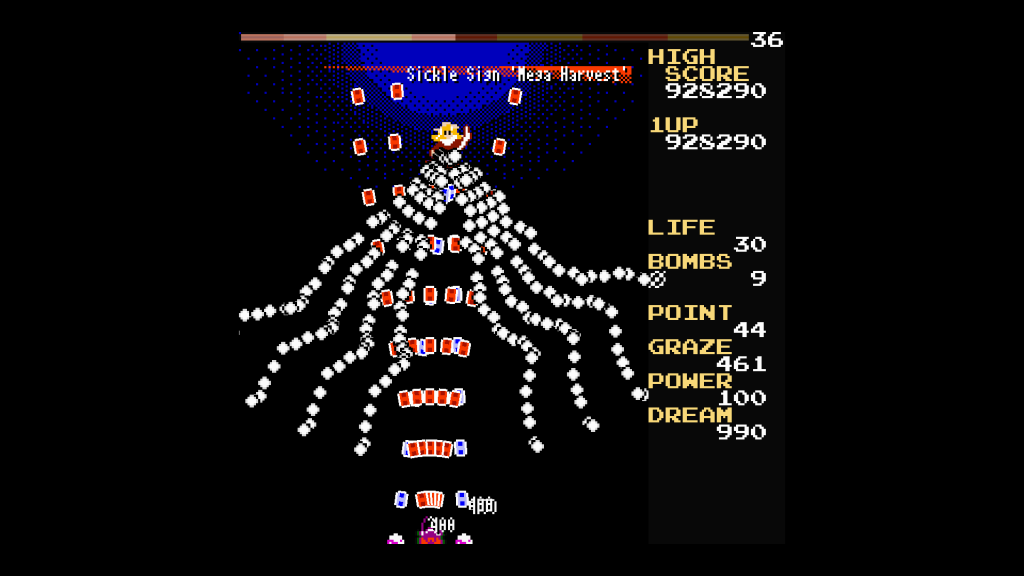 36
HIGH
SCORE
928290
Sickle Sign 'Mega Harvest'
1UP
928290
LIFE
30
BOMBS
9
POINT
44
GRAZE
461
POWER
100
DREAM
990
400